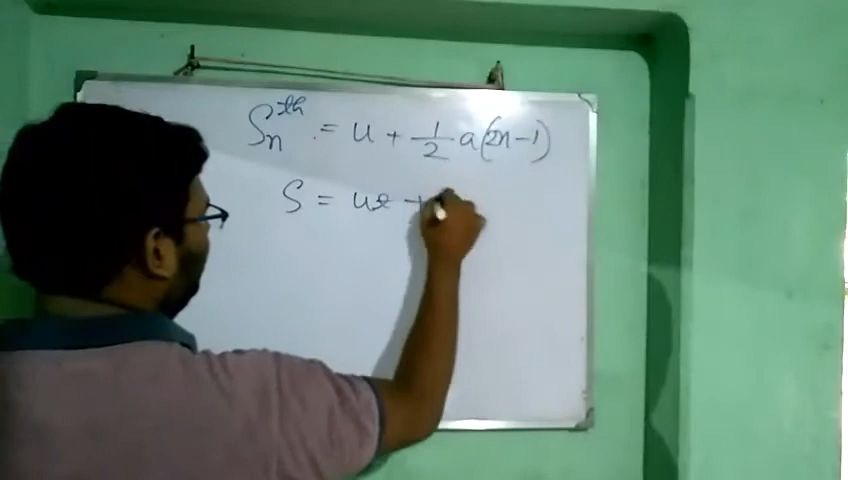 Sₙᵗʰ = u + 1/2 a(2n-1)
S = ut +